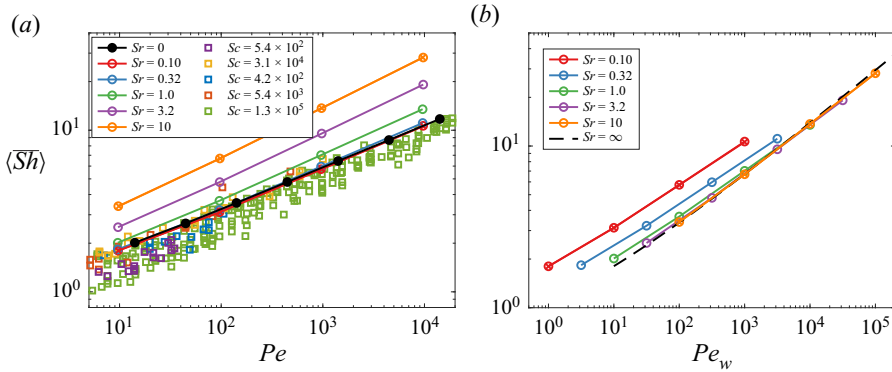 (a)
Sr = 0
Sr = 0.10
Sr = 0.32
Sr = 1.0
Sr = 3.2
Sr = 10
Sc = 5.4 × 10²
Sc = 3.1 × 10⁴
Sc = 4.2 × 10²
Sc = 5.4 × 10³
Sc = 1.3 × 10⁵
10¹
⟨Sh̅⟩
10⁰
10¹ 10² 10³ 10⁴
Pe
(b)
Sr = 0.10
Sr = 0.32
Sr = 1.0
Sr = 3.2
Sr = 10
Sr = ∞
10¹
10⁰
10⁰ 10¹ 10² 10³ 10⁴ 10⁵
Pe_w